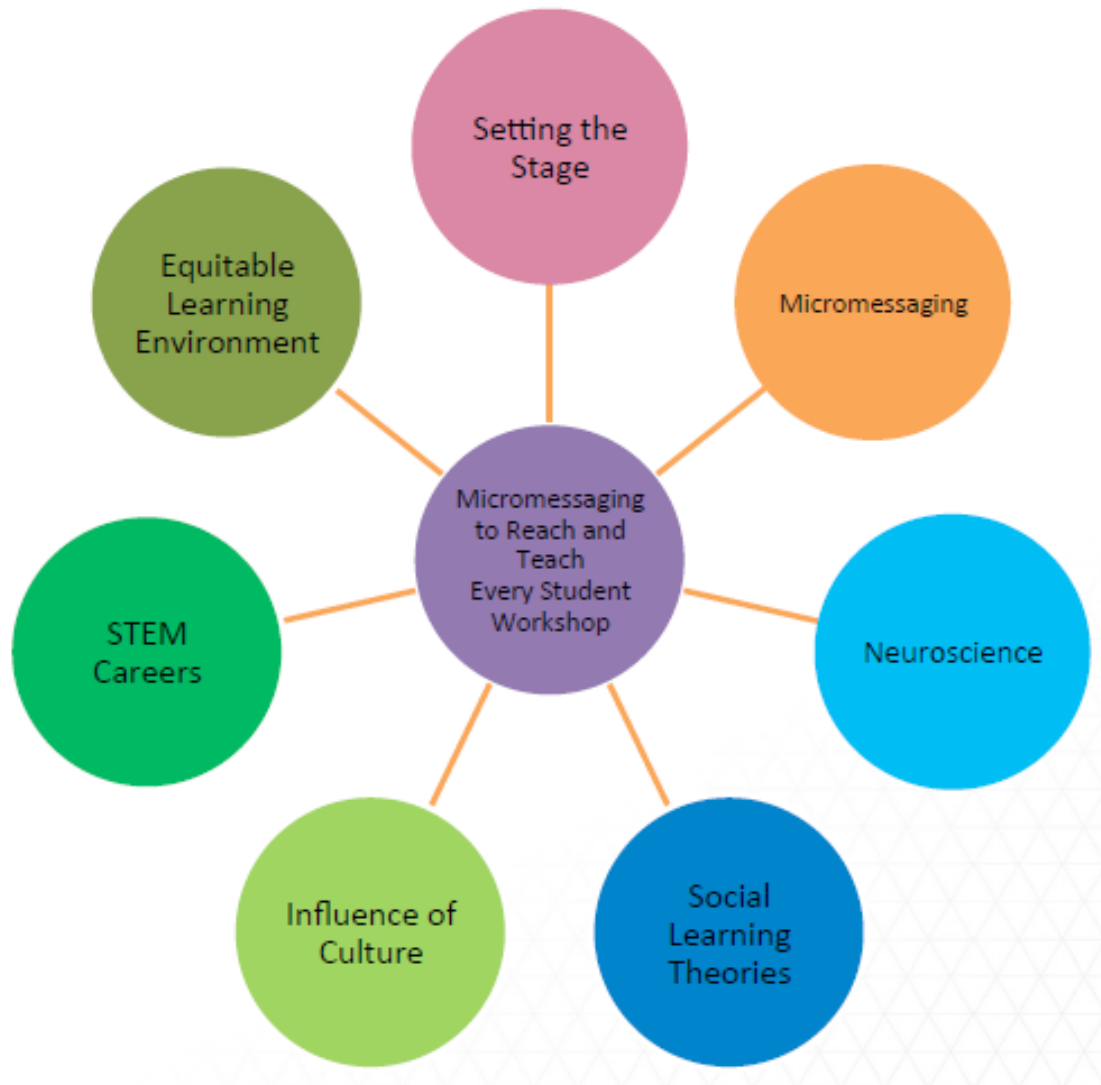 Setting the
Stage
Micromessaging
Neuroscience
Social
Learning
Theories
Influence of
Culture
STEM
Careers
Equitable
Learning
Environment
Micromessaging
to Reach and
Teach
Every Student
Workshop